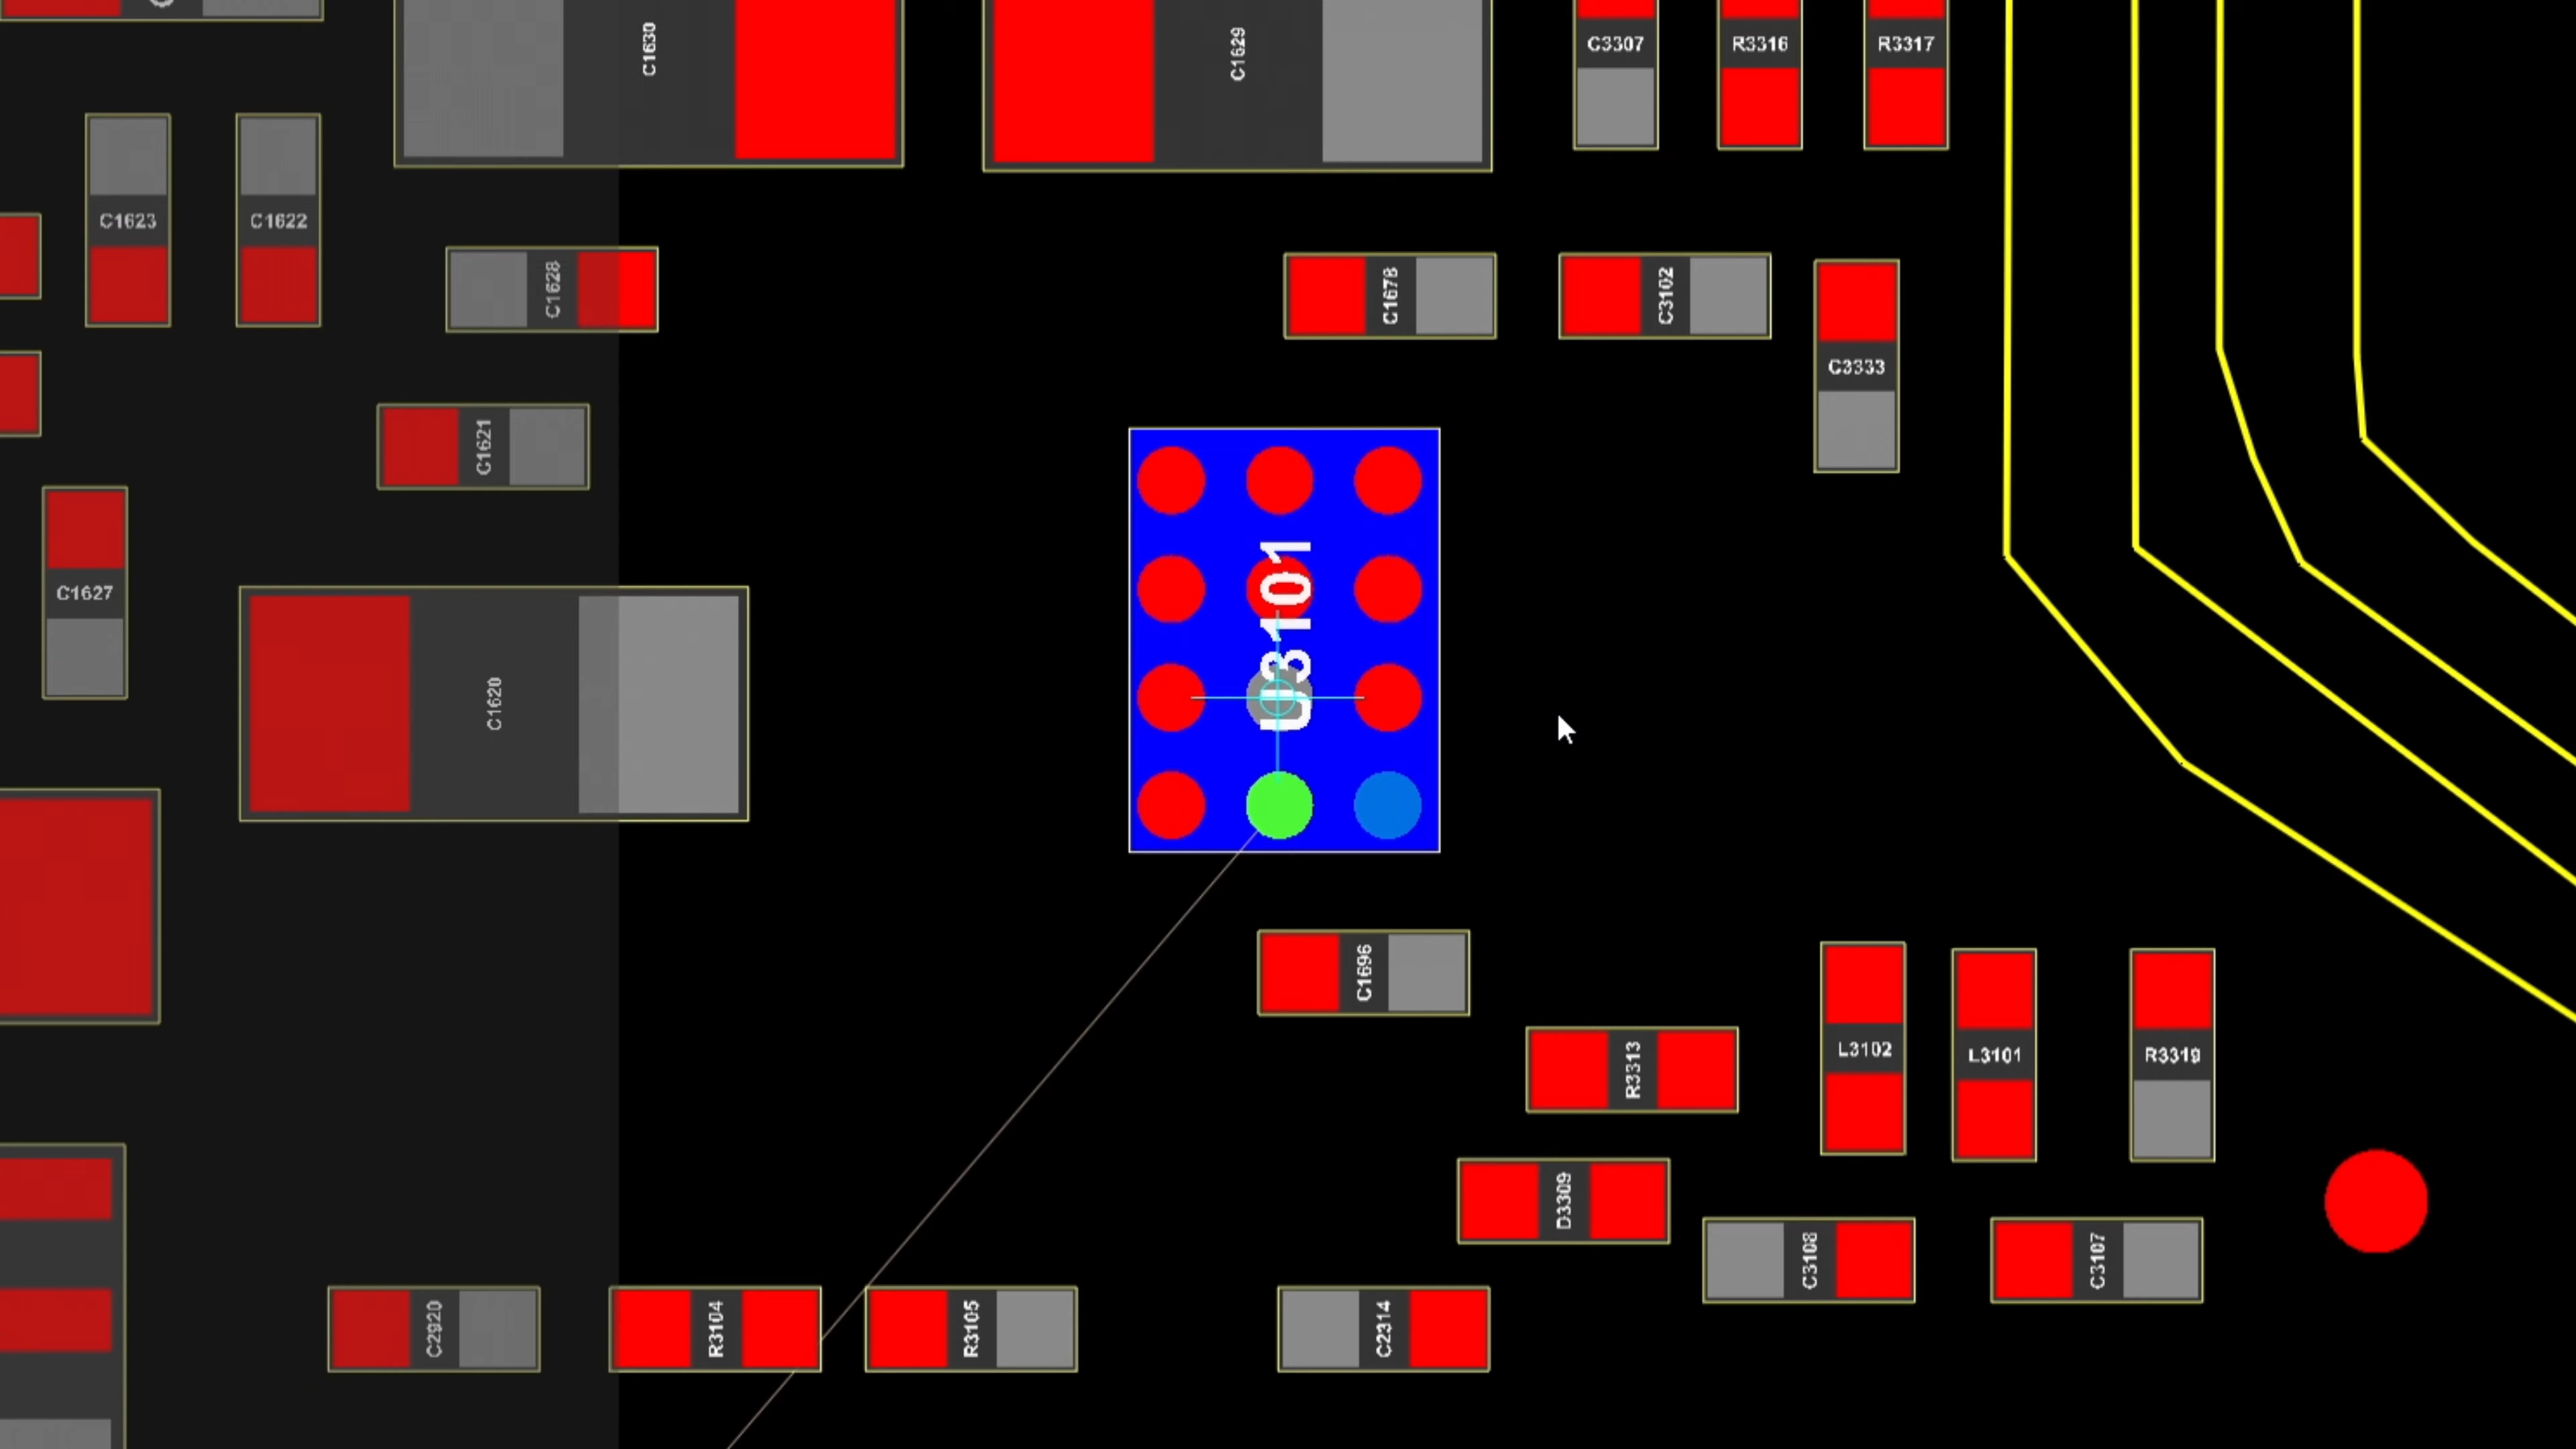 C1630
C1629
C3307
R3316
R3317
C1623
C1622
C1628
C1678
C3102
C3333
C1621
C1627
U3101
C1620
C1696
R3313
L3102
L3101
R3319
D3309
C3108
C3107
C2920
R3104
R3105
C2314